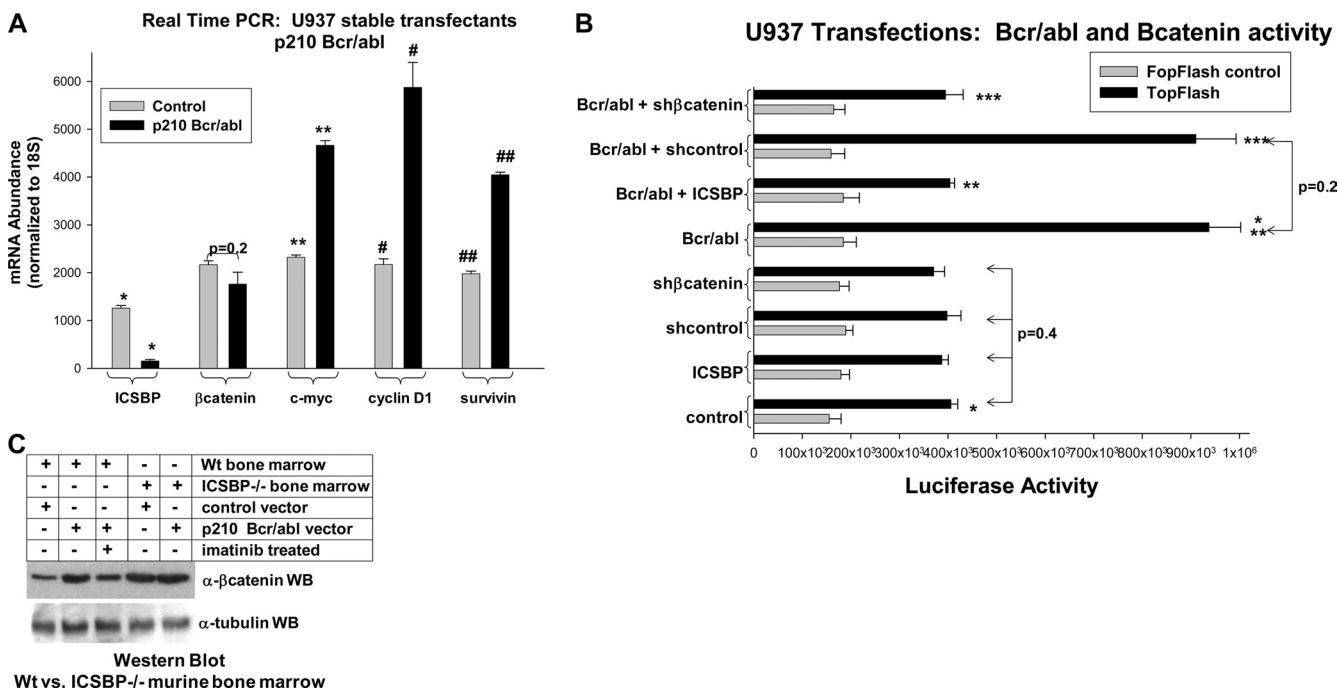 A
Real Time PCR: U937 stable transfectants
p210 Bcr/abl
mRNA Abundance
(normalized to 18S)
6000
5000
4000
3000
2000
1000
0
Control
p210 Bcr/abl
*
*
p=0.2
**
**
#
#
##
##
ICSBP
βcatenin
c-myc
cyclin D1
survivin
B
U937 Transfections: Bcr/abl and Bcatenin activity
FopFlash control
TopFlash
Bcr/abl + shβcatenin
***
Bcr/abl + shcontrol
***
Bcr/abl + ICSBP
**
p=0.2
Bcr/abl
*
**
shβcatenin
shcontrol
p=0.4
ICSBP
control
*
0 100x10³ 200x10³ 300x10³ 400x10³ 500x10³ 600x10³ 700x10³ 800x10³ 900x10³ 1x10⁶
Luciferase Activity
C
+ + + - - Wt bone marrow
- - - + + ICSBP-/- bone marrow
+ - - + - control vector
- + + - + p210 Bcr/abl vector
- - + - - imatinib treated
α-βcatenin WB
α-tubulin WB
Western Blot
Wt vs. ICSBP-/- murine bone marrow